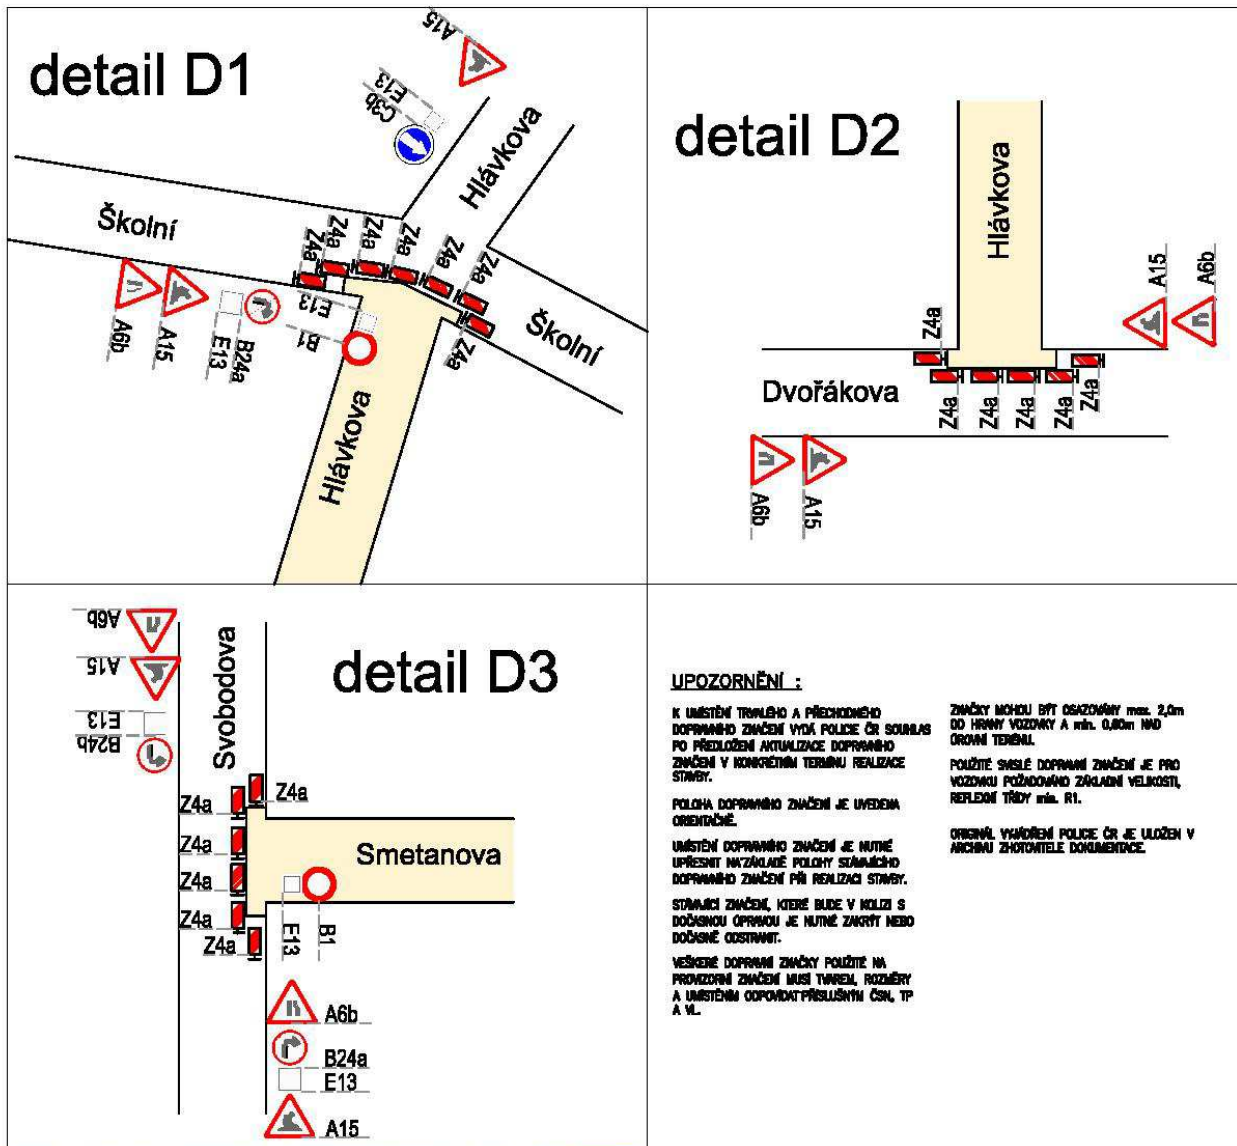 detail D1
A15
E13
C3b
Hlávkova
Školní
Z4a
Z4a
Z4a
Z4a
Z4a
Z4a
Z4a
Školní
E13
B1
A6b
A15
E13
B24a
Hlávkova
detail D2
Hlávkova
A15
A6b
Z4a
Dvořákova
Z4a
Z4a
Z4a
Z4a
Z4a
A6b
A15
detail D3
A6b
A15
E13
B24b
Svobodova
Z4a
Z4a
Z4a
Z4a
Z4a
Z4a
Smetanova
E13
B1
A6b
B24a
E13
A15
UPOZORNĚNÍ :
K UMÍSTĚNÍ TRVALÉHO A PŘECHODNÉHO
DOPRAVNÍHO ZNAČENÍ VYDÁ POLICIE ČR SOUHLAS
PO PŘEDLOŽENÍ AKTUALIZACE DOPRAVNÍHO
ZNAČENÍ V KONKRÉTNÍM TERMÍNU REALIZACE
STAVBY.
POLOHA DOPRAVNÍHO ZNAČENÍ JE UVEDENA
ORIENTAČNĚ.
UMÍSTĚNÍ DOPRAVNÍHO ZNAČENÍ JE NUTNÉ
UPŘESNIT NA ZÁKLADĚ POLOHY STÁVAJÍCÍHO
DOPRAVNÍHO ZNAČENÍ PŘI REALIZACI STAVBY.
STÁVAJÍCÍ ZNAČENÍ, KTERÉ BUDE V KOLIZI S
DOČASNOU ÚPRAVOU JE NUTNÉ ZAKRÝT NEBO
DOČASNĚ ODSTRANIT.
VEŠKERÉ DOPRAVNÍ ZNAČKY POUŽITÉ NA
PROVIZORNÍ ZNAČENÍ MUSÍ TVAREM, ROZMĚRY
A UMÍSTĚNÍM ODPOVÍDAT PŘÍSLUŠNÝM ČSN, TP
A VL.
ZNAČKY MOHOU BÝT OSAZOVÁNY max. 2,0m
DO HRANY VOZOVKY A min. 0,60m NAD
ÚROVNÍ TERÉNU.
POUŽITÉ SVISLÉ DOPRAVNÍ ZNAČENÍ JE PRO
VOZOVKU POŽADOVÁNO ZÁKLADNÍ VELIKOSTI,
REFLEXNÍ TŘÍDY min. R1.
ORIGINÁL VYJÁDŘENÍ POLICIE ČR JE ULOŽEN V
ARCHIVU ZHOTOVITELE DOKUMENTACE.